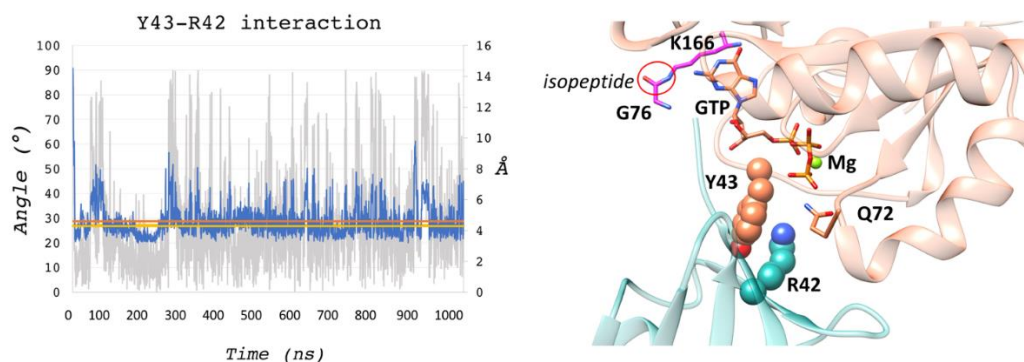 Y43-R42 interaction
100
90
80
70
60
50
40
30
20
10
0
Angle (°)
16
14
12
10
8
6
4
2
0
Å
0 100 200 300 400 500 600 700 800 900 1000
Time (ns)
K166
isopeptide
G76
GTP
Mg
Y43
Q72
R42